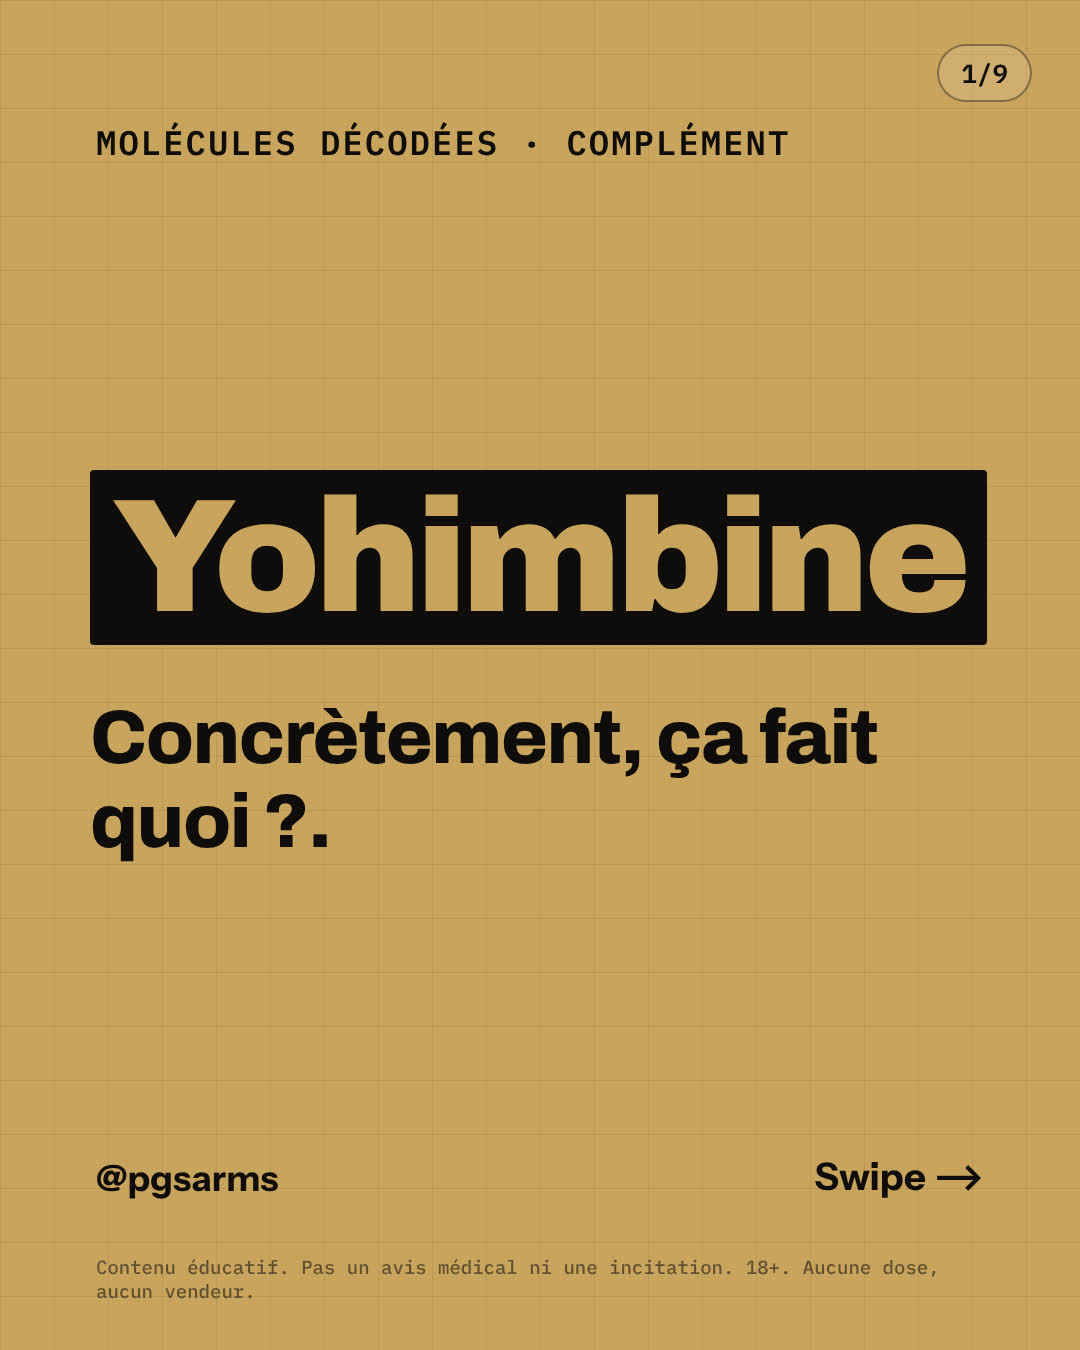 1/9
MOLÉCULES DÉCODÉES · COMPLÉMENT
Yohimbine
Concrètement, ça fait
quoi ?.
@pgsarms
Swipe →
Contenu éducatif. Pas un avis médical ni une incitation. 18+. Aucune dose,
aucun vendeur.